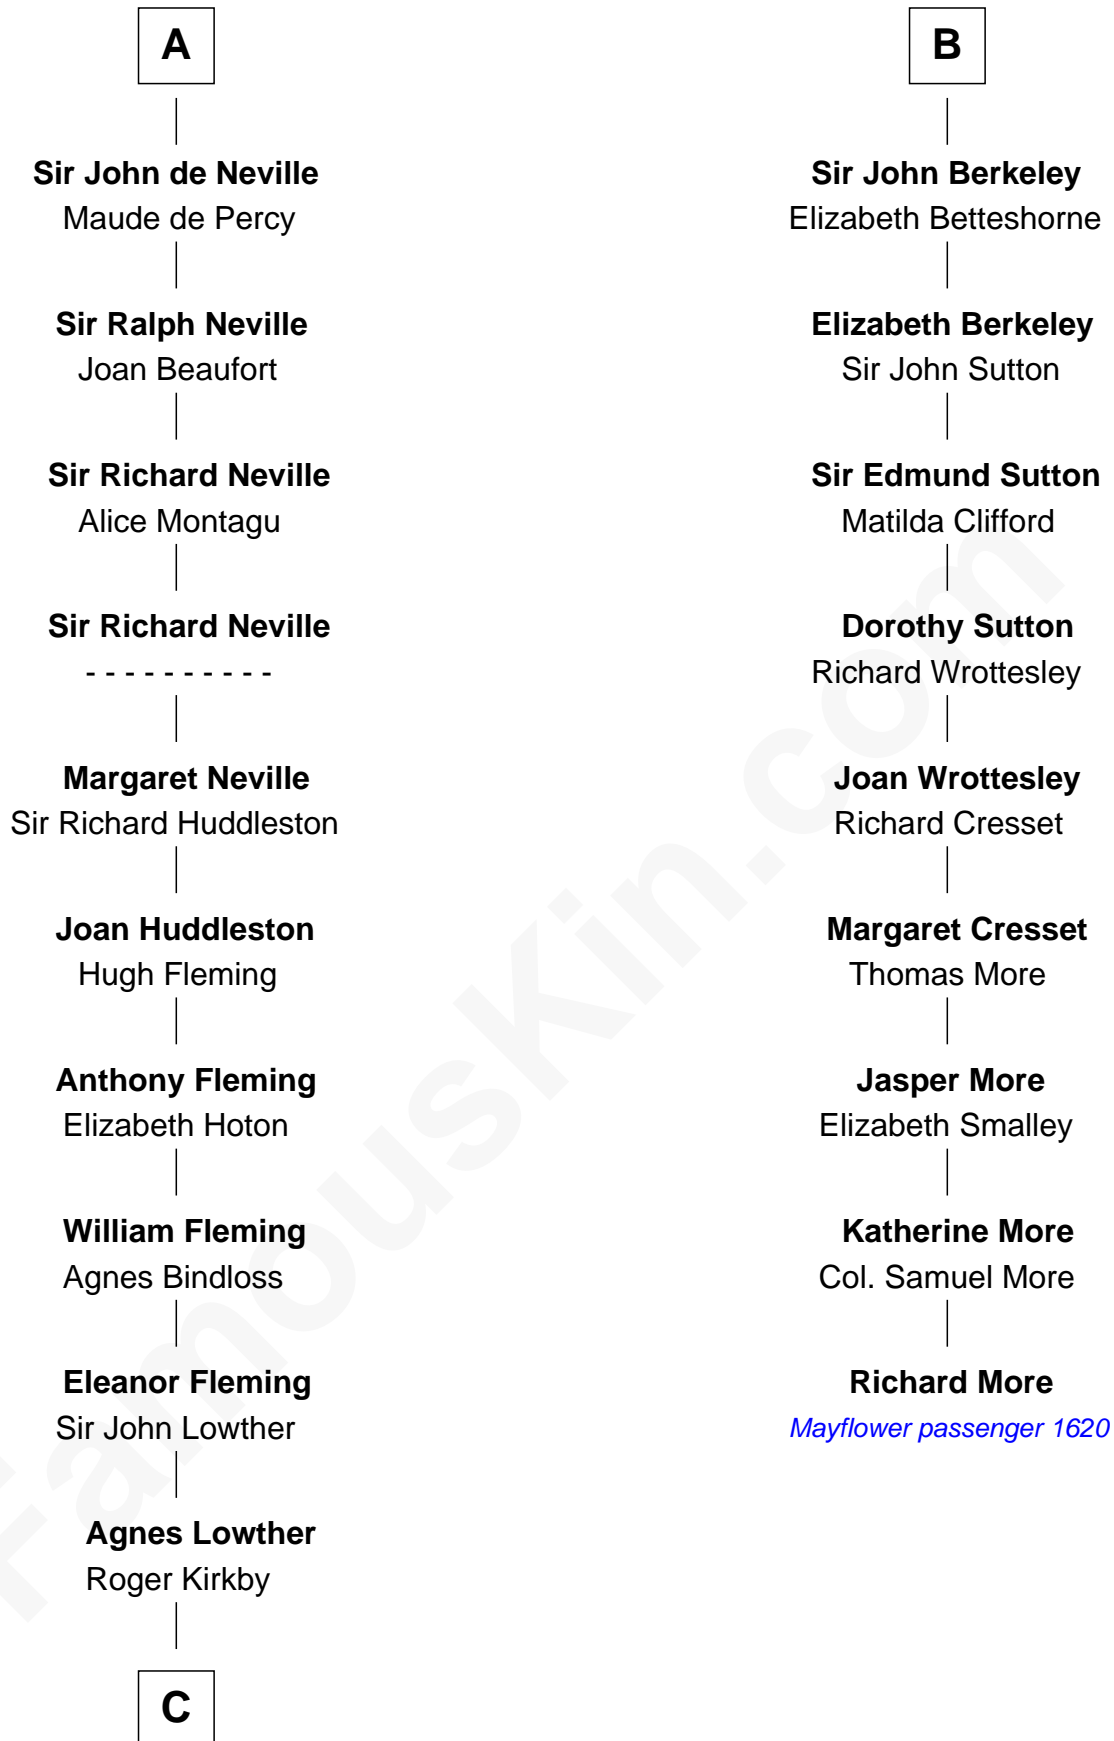 A
Sir John de Neville
Maude de Percy
Sir Ralph Neville
Joan Beaufort
Sir Richard Neville
Alice Montagu
Sir Richard Neville
- - - - - - - - - -
Margaret Neville
Sir Richard Huddleston
Joan Huddleston
Hugh Fleming
Anthony Fleming
Elizabeth Hoton
William Fleming
Agnes Bindloss
Eleanor Fleming
Sir John Lowther
Agnes Lowther
Roger Kirkby
C
B
Sir John Berkeley
Elizabeth Betteshorne
Elizabeth Berkeley
Sir John Sutton
Sir Edmund Sutton
Matilda Clifford
Dorothy Sutton
Richard Wrottesley
Joan Wrottesley
Richard Cresset
Margaret Cresset
Thomas More
Jasper More
Elizabeth Smalley
Katherine More
Col. Samuel More
Richard More
Mayflower passenger 1620
FamousKin.com